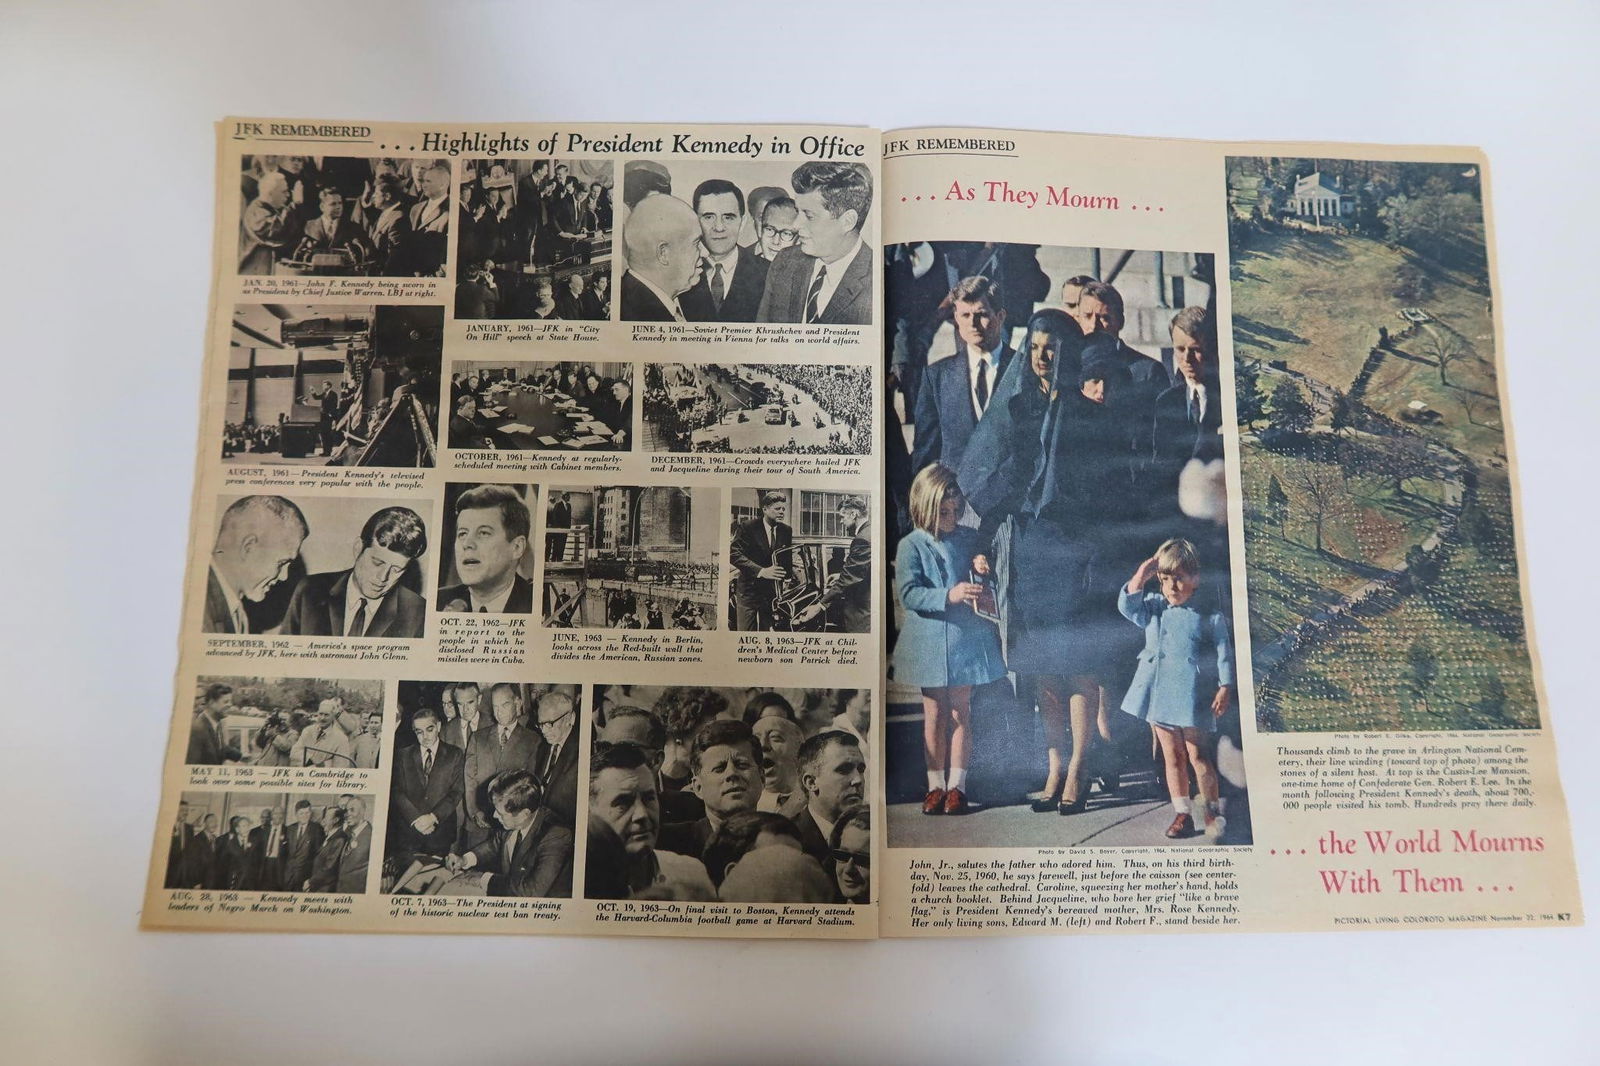 JFK REMEMBERED
. . . Highlights of President Kennedy in Office
JAN. 20, 1961—John F. Kennedy being sworn in
as President by Chief Justice Warren. LBJ at right.
JANUARY, 1961—JFK in "City
On Hill" speech at State House.
JUNE 4, 1961—Soviet Premier Khrushchev and President
Kennedy in meeting in Vienna for talks on world affairs.
AUGUST, 1961—President Kennedy's televised
press conferences very popular with the people.
OCTOBER, 1961—Kennedy at regularly-
scheduled meeting with Cabinet members.
DECEMBER, 1961—Crowds everywhere hailed JFK
and Jacqueline during their tour of South America.
SEPTEMBER, 1962 — America's space program
advanced by JFK, here with astronaut John Glenn.
OCT. 22, 1962—JFK
in report to the
people in which he
disclosed Russian
missiles were in Cuba.
JUNE, 1963 — Kennedy in Berlin,
looks across the Red-built wall that
divides the American, Russian zones.
AUG. 8, 1963—JFK at Chil-
dren's Medical Center before
newborn son Patrick died.
MAY 11, 1963 — JFK in Cambridge to
look over some possible sites for library.
AUG. 28, 1963 — Kennedy meets with
leaders of Negro March on Washington.
OCT. 7, 1963—The President at signing
of the historic nuclear test ban treaty.
OCT. 19, 1963—On final visit to Boston, Kennedy attends
the Harvard-Columbia football game at Harvard Stadium.
JFK REMEMBERED
. . . As They Mourn . . .
Photo by David S. Boyer, Copyright, 1964, National Geographic Society
John, Jr., salutes the father who adored him. Thus, on his third birth-
day, Nov. 25, 1960, he says farewell, just before the caisson (see center-
fold) leaves the cathedral. Caroline, squeezing her mother's hand, holds
a church booklet. Behind Jacqueline, who bore her grief "like a brave
flag," is President Kennedy's bereaved mother, Mrs. Rose Kennedy.
Her only living sons, Edward M. (left) and Robert F., stand beside her.
Photo by Robert E. Gilka, Copyright, 1964, National Geographic Society
Thousands climb to the grave in Arlington National Cem-
etery, their line winding (toward top of photo) among the
stones of a silent host. At top is the Custis-Lee Mansion,
one-time home of Confederate Gen. Robert E. Lee. In the
month following President Kennedy's death, about 700,-
000 people visited his tomb. Hundreds pray there daily.
. . . the World Mourns
With Them . . .
PICTORIAL LIVING COLOROTO MAGAZINE November 22, 1964 K7